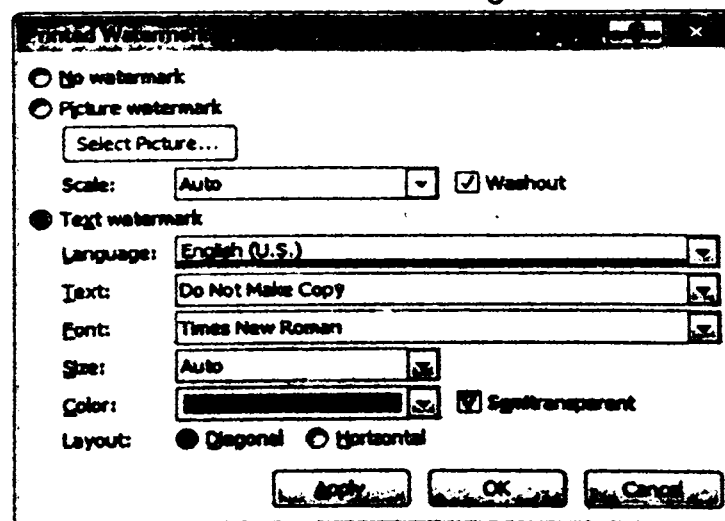 Printed Watermark
No watermark
Picture watermark
Select Picture...
Scale: Auto Washout
Text watermark
Language: English (U.S.)
Text: Do Not Make Copy
Font: Times New Roman
Size: Auto
Color: Semitransparent
Layout: Diagonal Horizontal
Apply OK Cancel